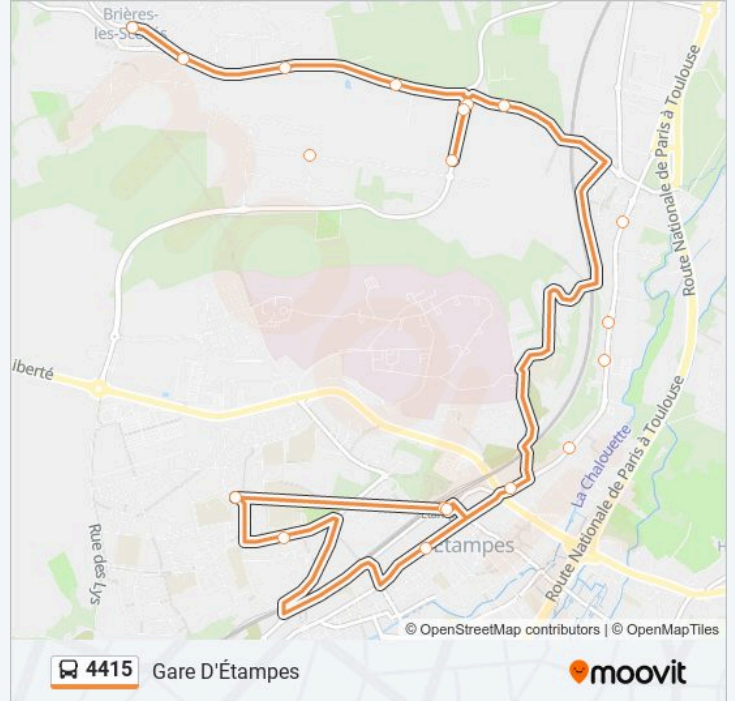 Brières-
les-Scellés
Route Nationale de Paris à Toulouse
iberté
La Chalouette
Route Nationale de Paris à Toulouse
Rue des Lys
Étampes
H
© OpenStreetMap contributors | © OpenMapTiles
4415 Gare D'Étampes
moovit